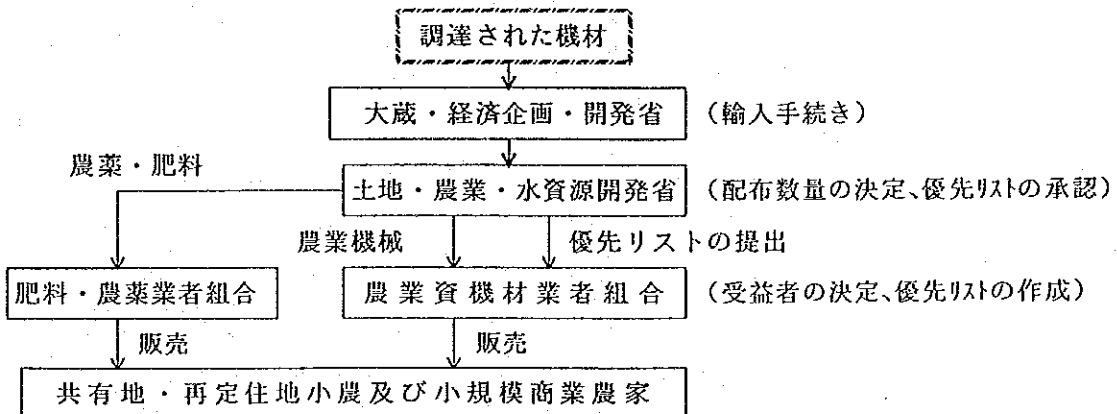 調達された機材
大蔵・経済企画・開発省 (輸入手続き)
農薬・肥料
土地・農業・水資源開発省 (配布数量の決定、優先リストの承認)
農業機械 優先リストの提出
肥料・農薬業者組合 農業資機材業者組合 (受益者の決定、優先リストの作成)
販売 販売
共有地・再定住地小農及び小規模商業農家